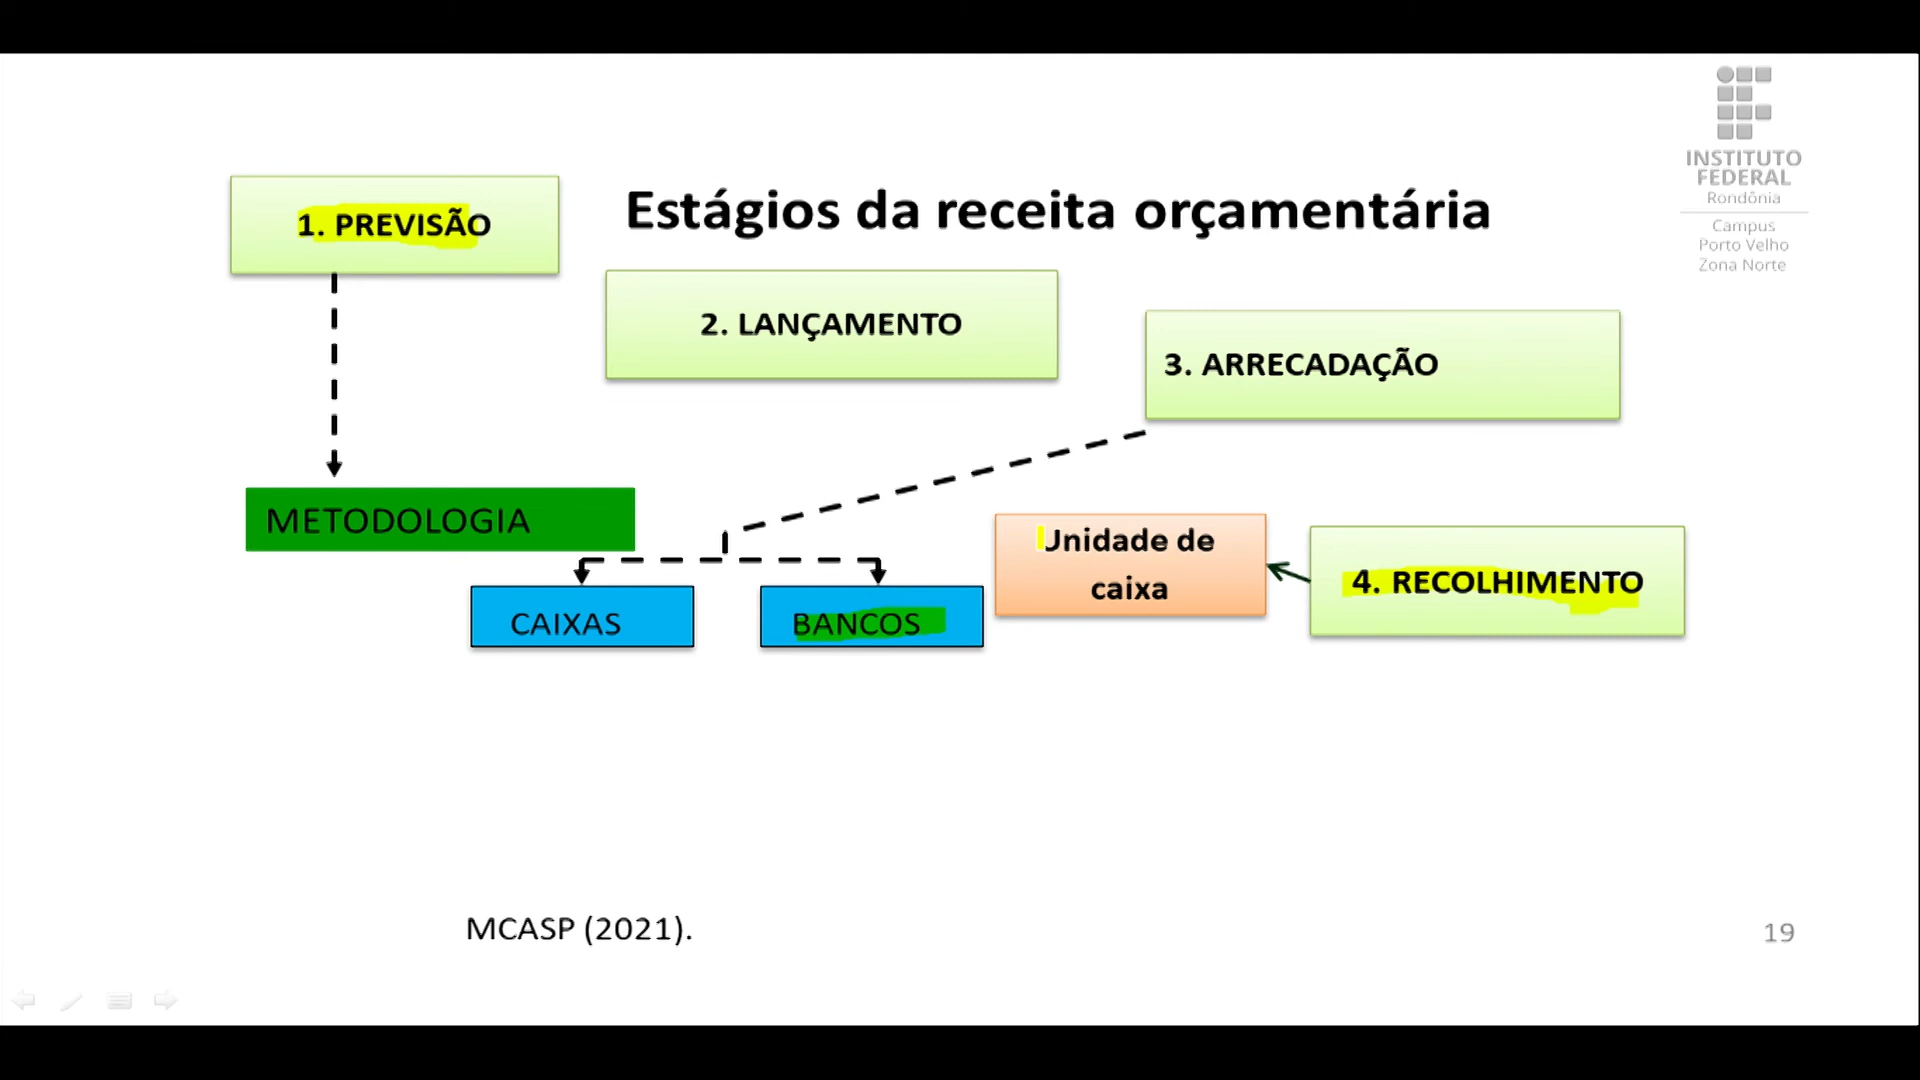 Estágios da receita orçamentária
INSTITUTO
FEDERAL
Rondônia
Campus
Porto Velho
Zona Norte
1. PREVISÃO
2. LANÇAMENTO
3. ARRECADAÇÃO
METODOLOGIA
CAIXAS
BANCOS
Unidade de
caixa
4. RECOLHIMENTO
MCASP (2021).
19